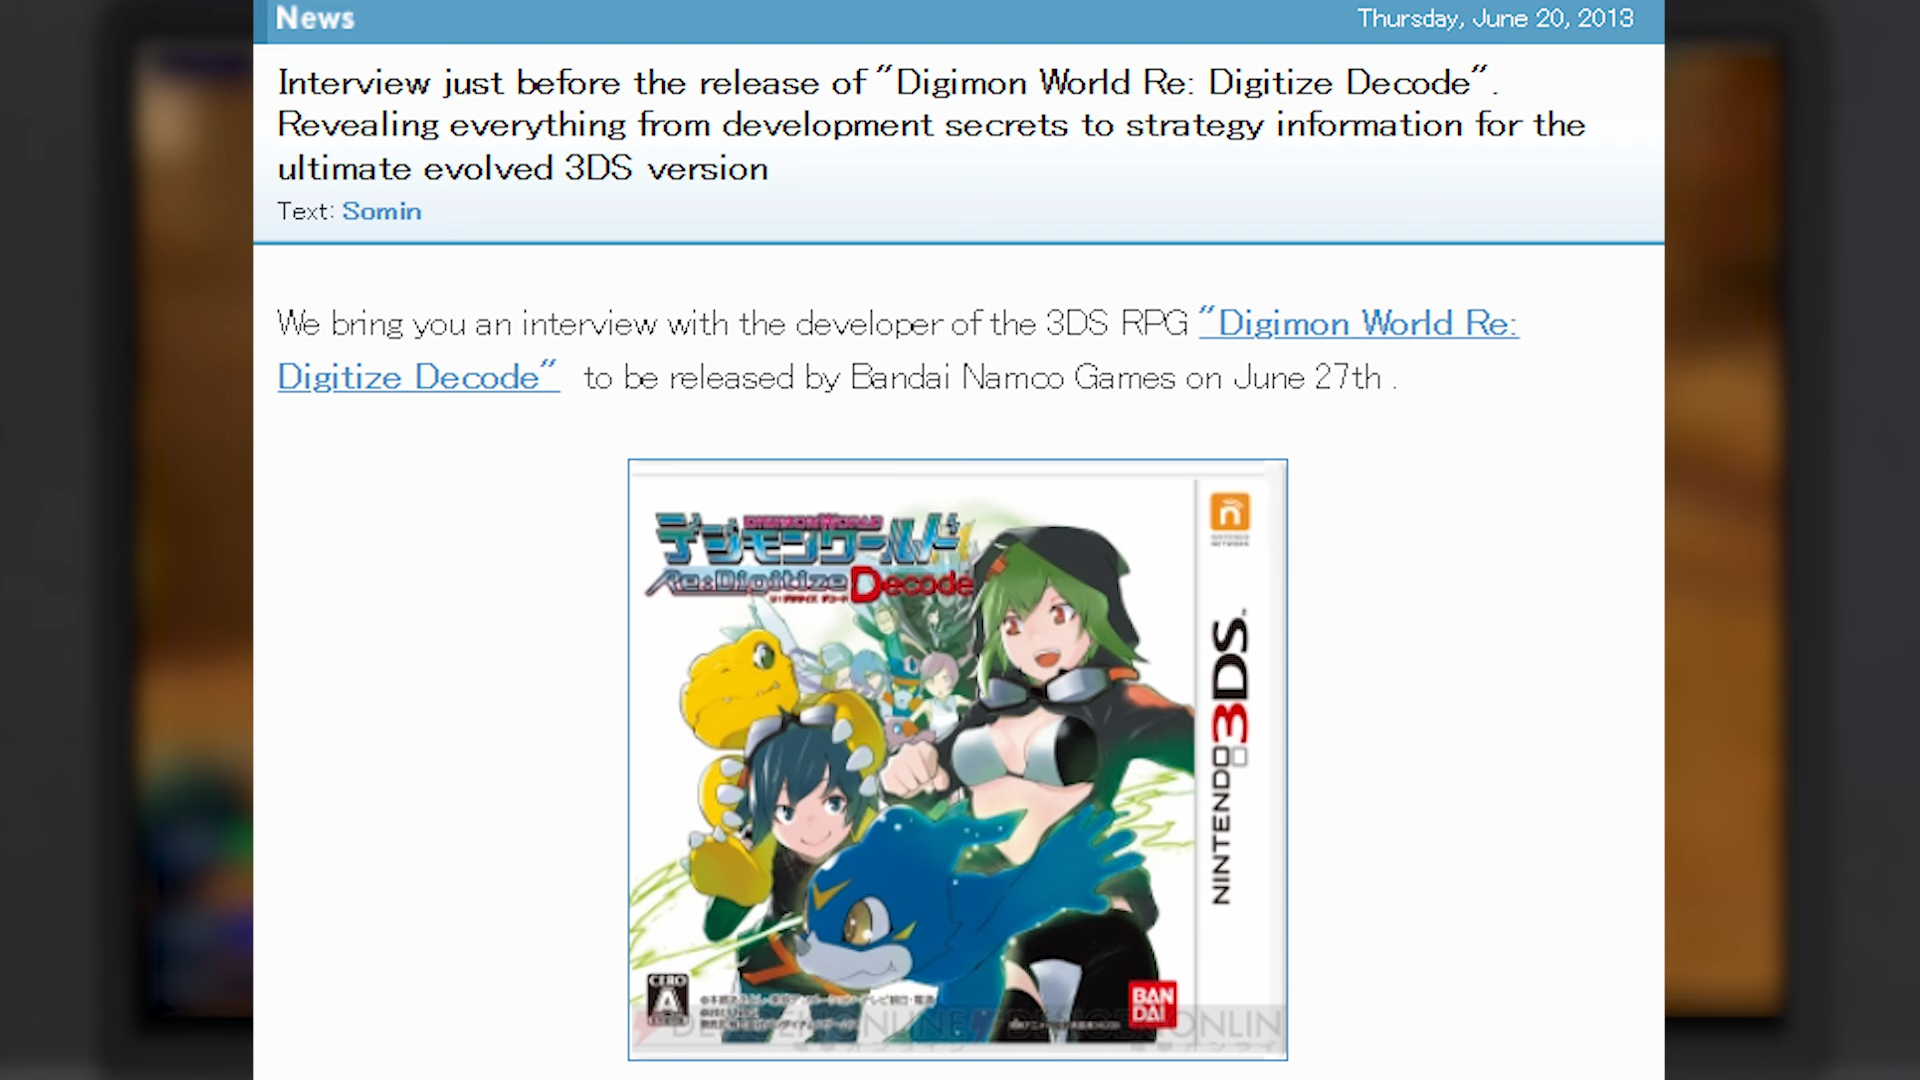 News
Thursday, June 20, 2013
Interview just before the release of "Digimon World Re: Digitize Decode".
Revealing everything from development secrets to strategy information for the
ultimate evolved 3DS version
Text: Somin
We bring you an interview with the developer of the 3DS RPG "Digimon World Re:
Digitize Decode" to be released by Bandai Namco Games on June 27th .
DIGIMON WORLD
デジモンワールド
Re:Digitize Decode
NINTENDO NETWORK
NINTENDO 3DS
CERO
A
BAN
DAI